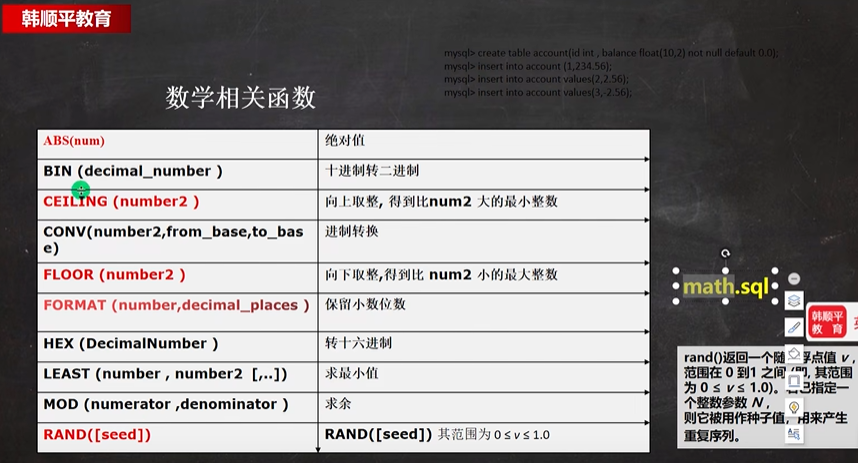 韩顺平教育
mysql> create table account(id int , balance float(10,2) not null default 0.0);
mysql> insert into account (1,234.56);
mysql> insert into account values(2,2.56);
mysql> insert into account values(3,-2.56);
数学相关函数
ABS(num) 绝对值
BIN (decimal_number ) 十进制转二进制
CEILING (number2 ) 向上取整, 得到比num2 大的最小整数
CONV(number2,from_base,to_bas
e) 进制转换
FLOOR (number2 ) 向下取整,得到比 num2 小的最大整数
FORMAT (number,decimal_places ) 保留小数位数
HEX (DecimalNumber ) 转十六进制
LEAST (number , number2 [,..]) 求最小值
MOD (numerator ,denominator ) 求余
RAND([seed]) RAND([seed]) 其范围为 0 ≤ v ≤ 1.0
math.sql
韩顺平
教 育
rand()返回一个随 浮点值 v ,
范围在 0 到1 之间 (即, 其范围
为 0 ≤ v ≤ 1.0)。 已指定一
个整数参数 N ,
则它被用作种子值, 用来产生
重复序列。